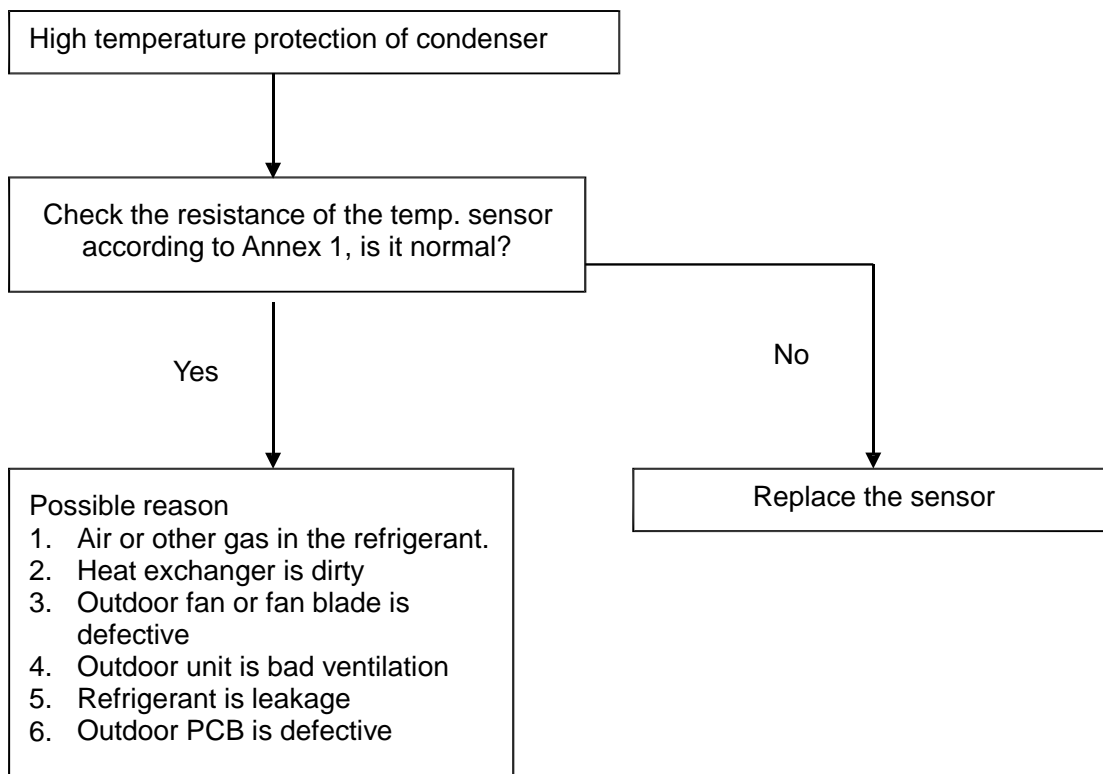 High temperature protection of condenser
Check the resistance of the temp. sensor
according to Annex 1, is it normal?
Yes
No
Possible reason
1. Air or other gas in the refrigerant.
2. Heat exchanger is dirty
3. Outdoor fan or fan blade is
defective
4. Outdoor unit is bad ventilation
5. Refrigerant is leakage
6. Outdoor PCB is defective
Replace the sensor